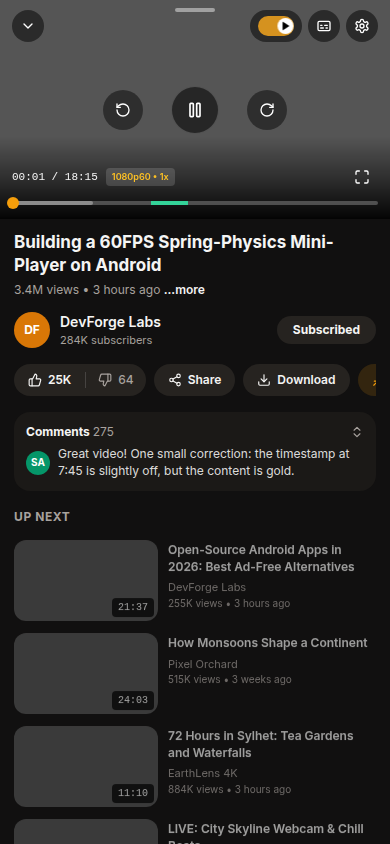 00:01 / 18:15 1080p60 • 1x
Building a 60FPS Spring-Physics Mini-
Player on Android
3.4M views • 3 hours ago ...more
DF
DevForge Labs
284K subscribers
Subscribed
25K 64 Share Download
Comments 275
SA
Great video! One small correction: the timestamp at
7:45 is slightly off, but the content is gold.
UP NEXT
21:37
Open-Source Android Apps in
2026: Best Ad-Free Alternatives
DevForge Labs
255K views • 3 hours ago
24:03
How Monsoons Shape a Continent
Pixel Orchard
515K views • 3 weeks ago
11:10
72 Hours in Sylhet: Tea Gardens
and Waterfalls
EarthLens 4K
884K views • 3 hours ago
LIVE: City Skyline Webcam & Chill